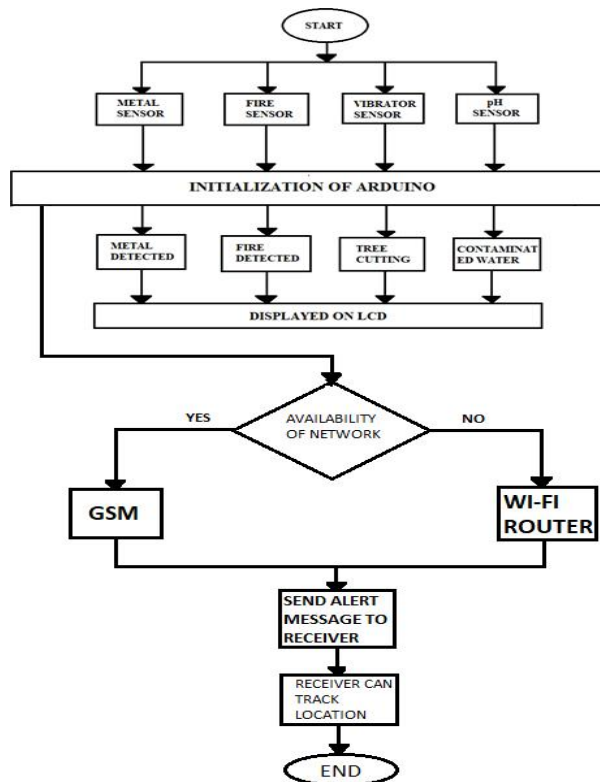 START
METAL
SENSOR
FIRE
SENSOR
VIBRATOR
SENSOR
pH
SENSOR
INITIALIZATION OF ARDUINO
METAL
DETECTED
FIRE
DETECTED
TREE
CUTTING
CONTAMINAT
ED WATER
DISPLAYED ON LCD
AVAILABILITY
OF NETWORK
YES
NO
GSM
WI-FI
ROUTER
SEND ALERT
MESSAGE TO
RECEIVER
RECEIVER CAN
TRACK
LOCATION
END